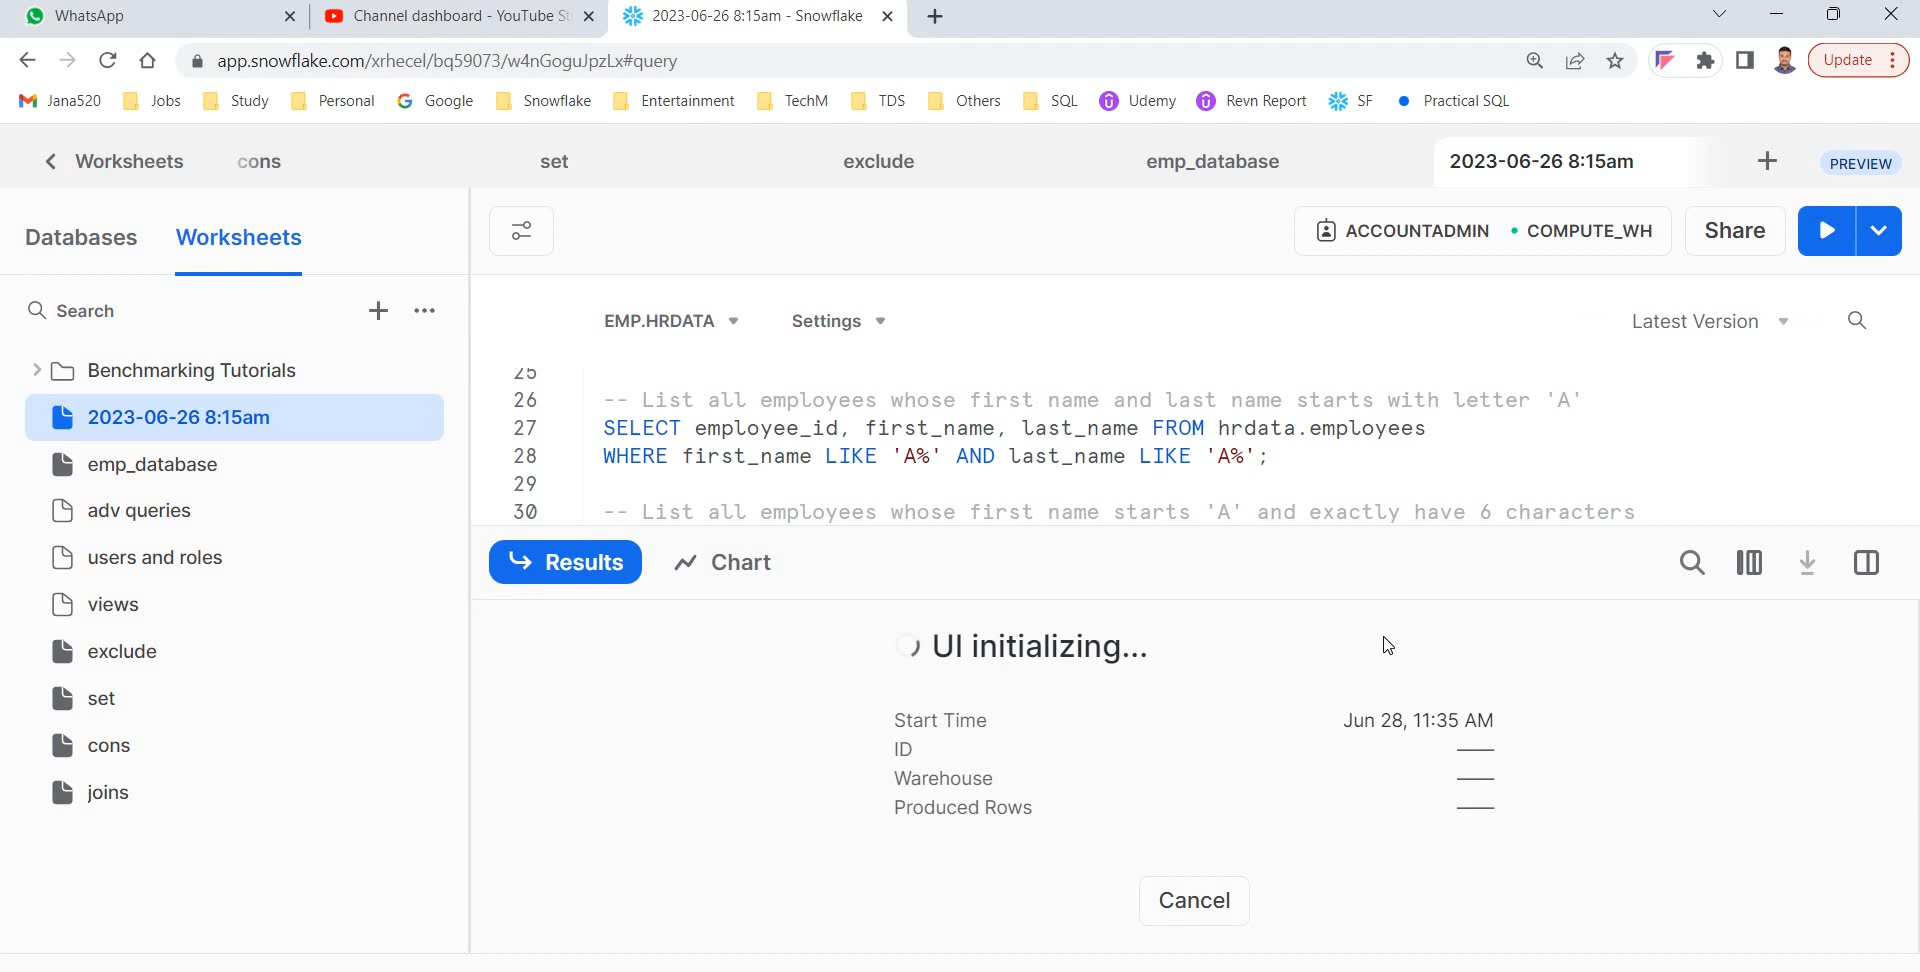 WhatsApp
Channel dashboard - YouTube St
2023-06-26 8:15am - Snowflake
app.snowflake.com/xrhecel/bq59073/w4nGoguJpzLx#query
Update
Jana520
Jobs
Study
Personal
Google
Snowflake
Entertainment
TechM
TDS
Others
SQL
Udemy
Revn Report
SF
Practical SQL
Worksheets
cons
set
exclude
emp_database
2023-06-26 8:15am
PREVIEW
Databases
Worksheets
ACCOUNTADMIN
COMPUTE_WH
Share
Search
EMP.HRDATA
Settings
Latest Version
Benchmarking Tutorials
2023-06-26 8:15am
emp_database
adv queries
users and roles
views
exclude
set
cons
joins
25
26 -- List all employees whose first name and last name starts with letter 'A'
27 SELECT employee_id, first_name, last_name FROM hrdata.employees
28 WHERE first_name LIKE 'A%' AND last_name LIKE 'A%';
29
30 -- List all employees whose first name starts 'A' and exactly have 6 characters
Results
Chart
UI initializing...
Start Time Jun 28, 11:35 AM
ID
Warehouse
Produced Rows
Cancel